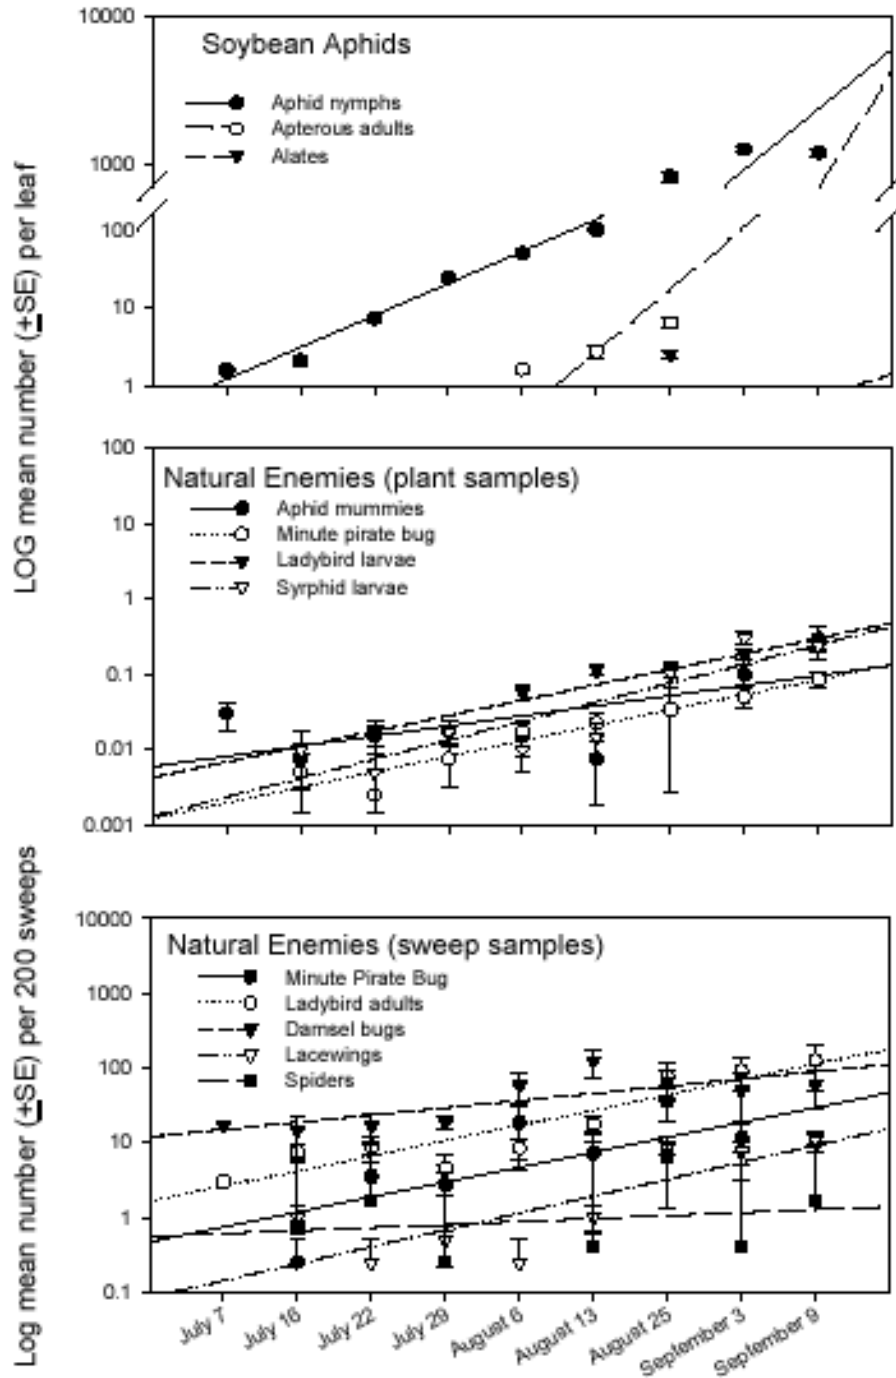 LOG mean number (±SE) per leaf
10000
1000
100
10
1
Soybean Aphids
Aphid nymphs
Apterous adults
Alates
100
10
1
0.1
0.01
0.001
Natural Enemies (plant samples)
Aphid mummies
Minute pirate bug
Ladybird larvae
Syrphid larvae
Log mean number (±SE) per 200 sweeps
10000
1000
100
10
1
0.1
Natural Enemies (sweep samples)
Minute Pirate Bug
Ladybird adults
Damsel bugs
Lacewings
Spiders
July 7
July 16
July 22
July 29
August 6
August 13
August 25
September 3
September 9